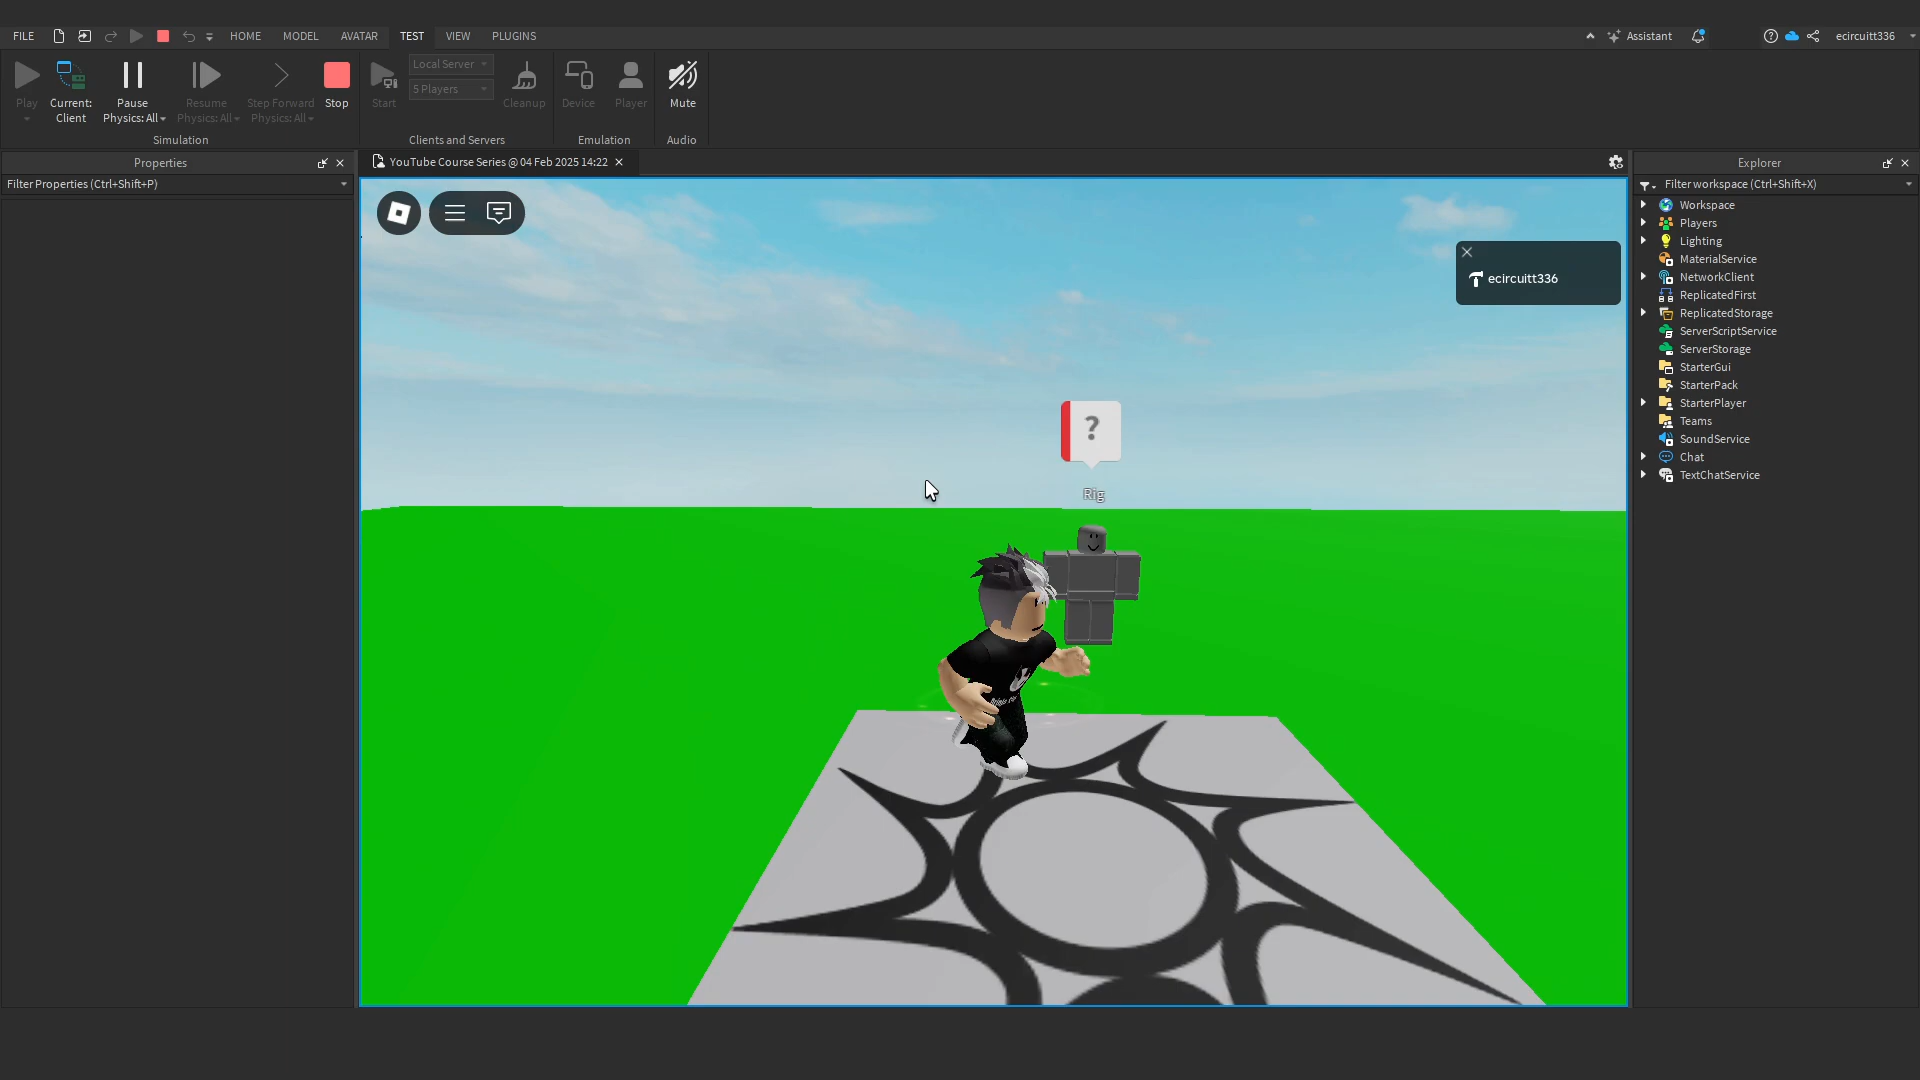 FILE
HOME
MODEL
AVATAR
TEST
VIEW
PLUGINS
Assistant
ecircuitt336
Play
Current:
Client
Pause
Physics: All
Resume
Physics: All
Step Forward
Physics: All
Stop
Simulation
Start
Local Server
5 Players
Cleanup
Clients and Servers
Device
Player
Emulation
Mute
Audio
Properties
Filter Properties (Ctrl+Shift+P)
YouTube Course Series @ 04 Feb 2025 14:22
ecircuitt336
?
Rig
Explorer
Filter workspace (Ctrl+Shift+X)
Workspace
Players
Lighting
MaterialService
NetworkClient
ReplicatedFirst
ReplicatedStorage
ServerScriptService
ServerStorage
StarterGui
StarterPack
StarterPlayer
Teams
SoundService
Chat
TextChatService